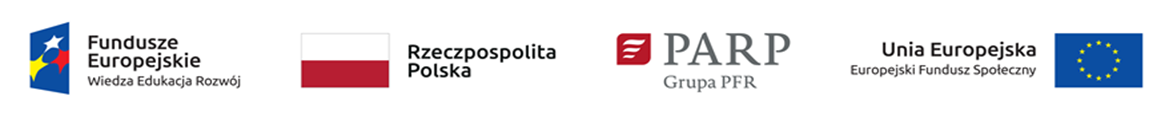 Fundusze
Europejskie
Wiedza Edukacja Rozwój
Rzeczpospolita
Polska
PARP
Grupa PFR
Unia Europejska
Europejski Fundusz Społeczny